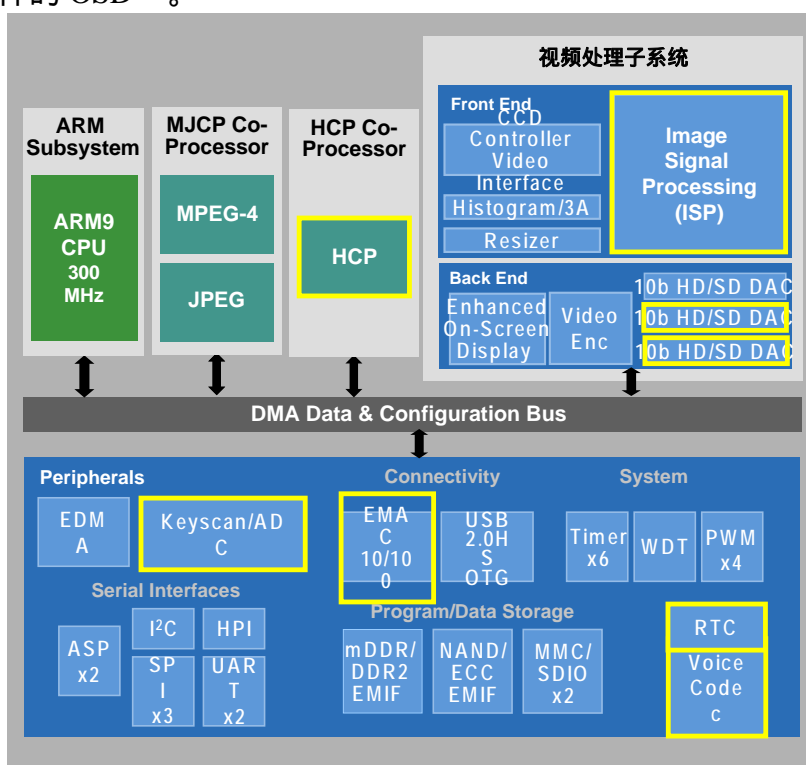 OSD
视频处理子系统
ARM
Subsystem
ARM9
CPU
300
MHz
MJCP Co-
Processor
MPEG-4
JPEG
HCP Co-
Processor
HCP
Front End
CCD
Controller
Video
Interface
Histogram/3A
Resizer
Image
Signal
Processing
(ISP)
Back End
Enhanced
On-Screen
Display
Video
Enc
10b HD/SD DAC
10b HD/SD DAC
10b HD/SD DAC
DMA Data & Configuration Bus
Peripherals
EDM
A
Keyscan/AD
C
Serial Interfaces
ASP
x2
I²C
HPI
SP
I
x3
UAR
T
x2
Connectivity
EMA
C
10/10
0
USB
2.0H
S
OTG
Program/Data Storage
mDDR/
DDR2
EMIF
NAND/
ECC
EMIF
MMC/
SDIO
x2
System
Timer
x6
WDT
PWM
x4
RTC
Voice
Code
c